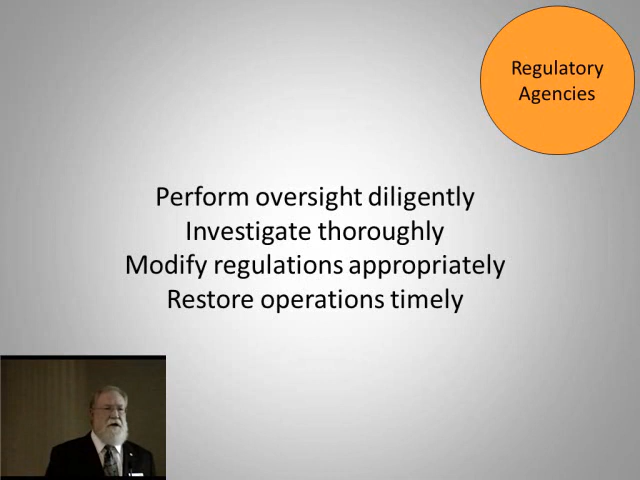 Regulatory
Agencies
Perform oversight diligently
Investigate thoroughly
Modify regulations appropriately
Restore operations timely